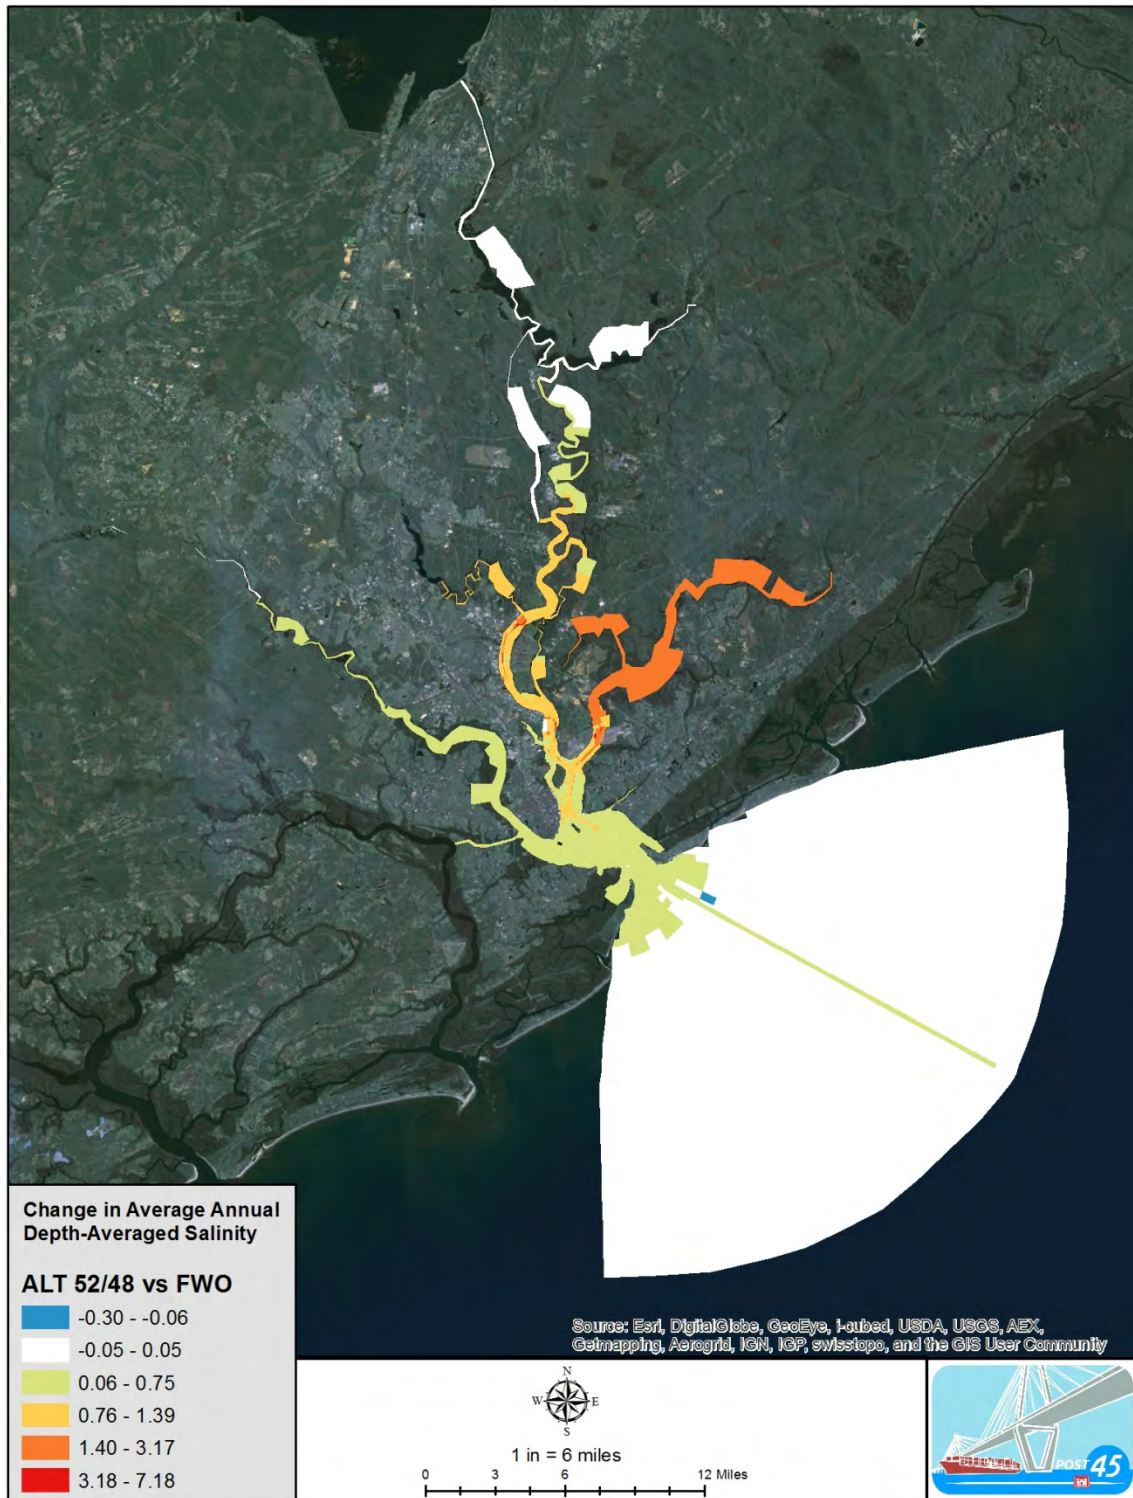 Source: Esri, DigitalGlobe, GeoEye, i-cubed, USDA, USGS, AEX,
Getmapping, Aerogrid, IGN, IGP, swisstopo, and the GIS User Community
Change in Average Annual
Depth-Averaged Salinity
ALT 52/48 vs FWO
-0.30 - -0.06
-0.05 - 0.05
0.06 - 0.75
0.76 - 1.39
1.40 - 3.17
3.18 - 7.18
N
W E
S
1 in = 6 miles
0 3 6 12 Miles
POST 45